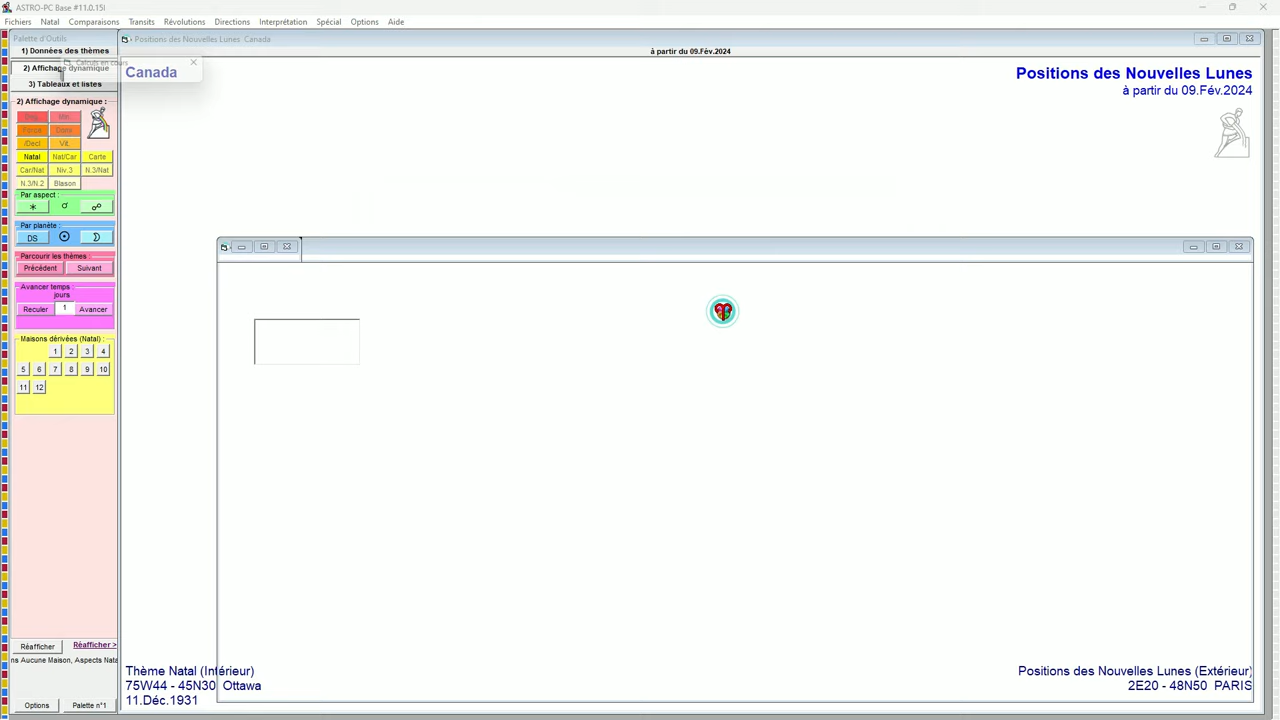 ASTRO-PC Base #11.0.15I
Fichiers Natal Comparaisons Transits Révolutions Directions Interprétation Spécial Options Aide
Palette d'Outils
1) Données des thèmes
2) Affichage dynamique
Calculs en cours
3) Tableaux et listes
2) Affichage dynamique :
Force
/Decl Vit.
Natal Nat/Car Carte
Car/Nat Niv.3 N.3/Nat
N.3/N.2 Blason
Par aspect :
Par planète :
DS
Parcourir les thèmes
Précédent Suivant
Avancer temps :
jours
Reculer 1 Avancer
Maisons dérivées (Natal) :
1 2 3 4
5 6 7 8 9 10
11 12
Réafficher Réafficher >
ns Aucune Maison, Aspects Nata
Options Palette n°1
Positions des Nouvelles Lunes Canada
à partir du 09.Fév.2024
Canada
Positions des Nouvelles Lunes
à partir du 09.Fév.2024
Thème Natal (Intérieur)
75W44 - 45N30 Ottawa
11.Déc.1931
Positions des Nouvelles Lunes (Extérieur)
2E20 - 48N50 PARIS